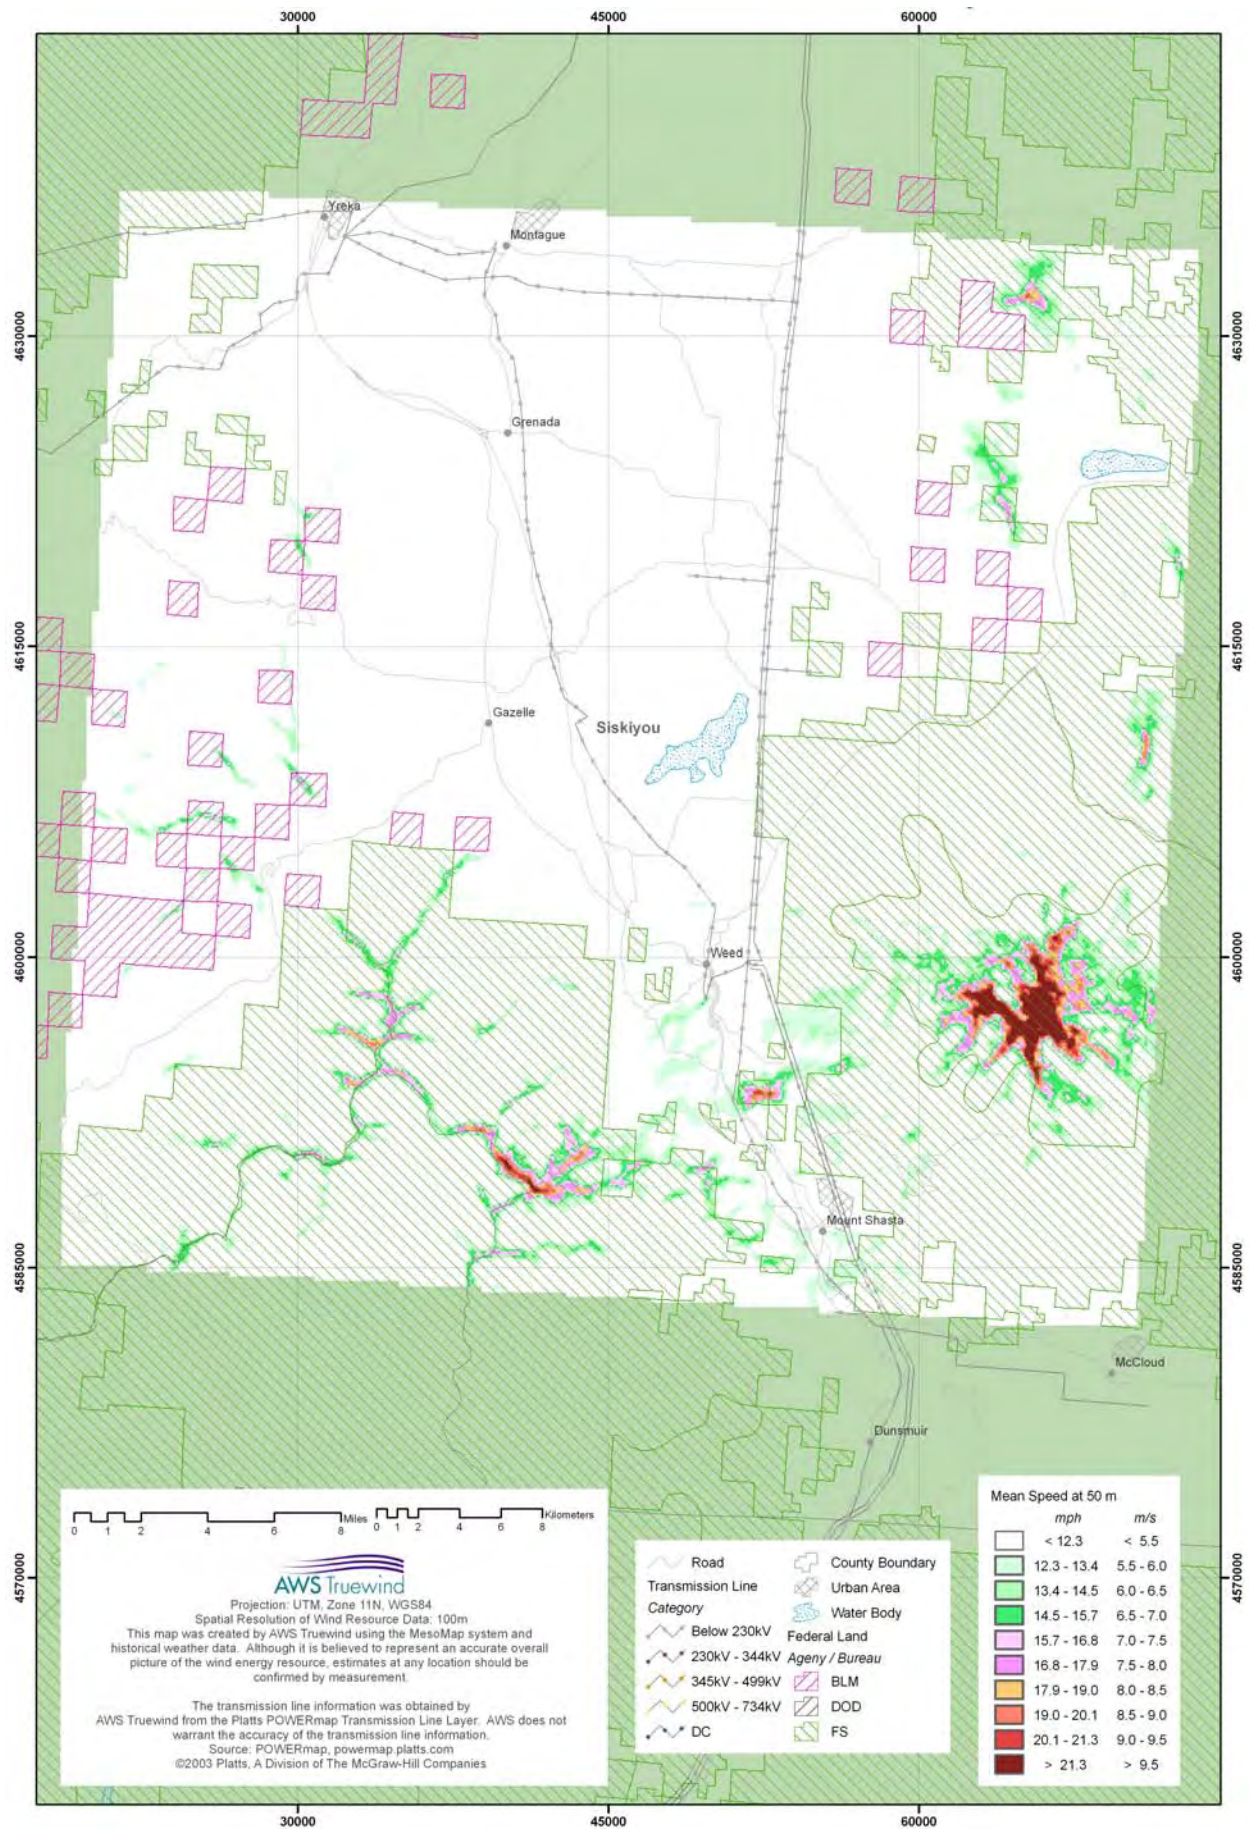 30000 45000 60000
Yreka
Montague
4630000 4630000
Grenada
4615000 4615000
Gazelle
Siskiyou
4600000 4600000
Weed
Mount Shasta
4585000 4585000
McCloud
Dunsmuir
0 1 2 4 6 8 Miles
0 1 2 4 6 8 Kilometers
AWS Truewind
Projection: UTM, Zone 11N, WGS84
Spatial Resolution of Wind Resource Data: 100m
This map was created by AWS Truewind using the MesoMap system and
historical weather data. Although it is believed to represent an accurate overall
picture of the wind energy resource, estimates at any location should be
confirmed by measurement.
The transmission line information was obtained by
AWS Truewind from the Platts POWERmap Transmission Line Layer. AWS does not
warrant the accuracy of the transmission line information.
Source: POWERmap, powermap.platts.com
©2003 Platts, A Division of The McGraw-Hill Companies
Road
Transmission Line
Category
Below 230kV
230kV - 344kV
345kV - 499kV
500kV - 734kV
DC
County Boundary
Urban Area
Water Body
Federal Land
Ageny / Bureau
BLM
DOD
FS
Mean Speed at 50 m
mph m/s
< 12.3 < 5.5
12.3 - 13.4 5.5 - 6.0
13.4 - 14.5 6.0 - 6.5
14.5 - 15.7 6.5 - 7.0
15.7 - 16.8 7.0 - 7.5
16.8 - 17.9 7.5 - 8.0
17.9 - 19.0 8.0 - 8.5
19.0 - 20.1 8.5 - 9.0
20.1 - 21.3 9.0 - 9.5
> 21.3 > 9.5
4570000 4570000
30000 45000 60000